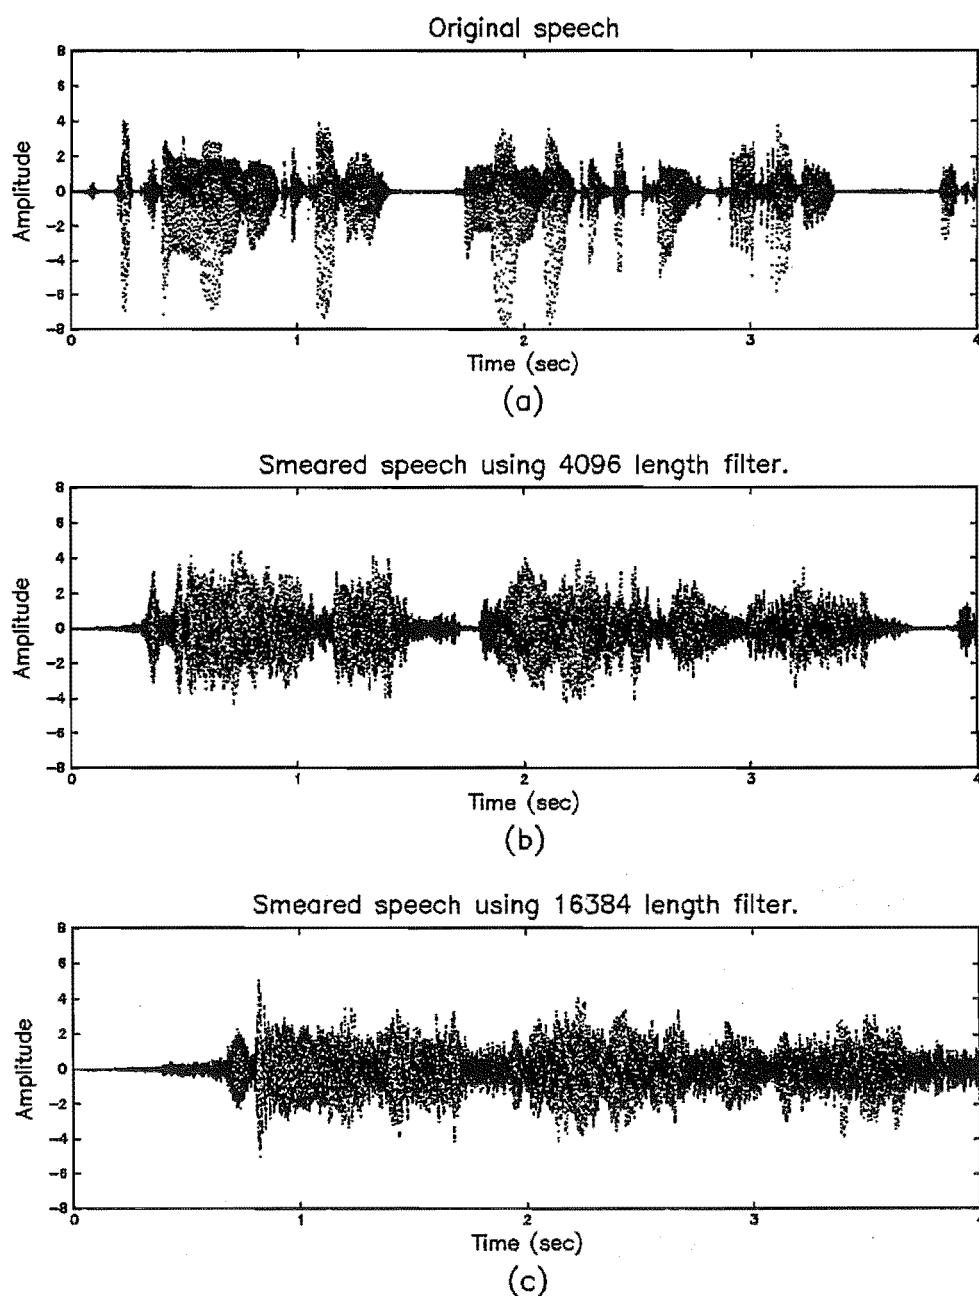 Original speech
8
6
4
2
0
-2
-4
-6
-8
Amplitude
0 1 2 3 4
Time (sec)
(a)
Smeared speech using 4096 length filter.
8
6
4
2
0
-2
-4
-6
-8
Amplitude
0 1 2 3 4
Time (sec)
(b)
Smeared speech using 16384 length filter.
8
6
4
2
0
-2
-4
-6
-8
Amplitude
0 1 2 3 4
Time (sec)
(c)